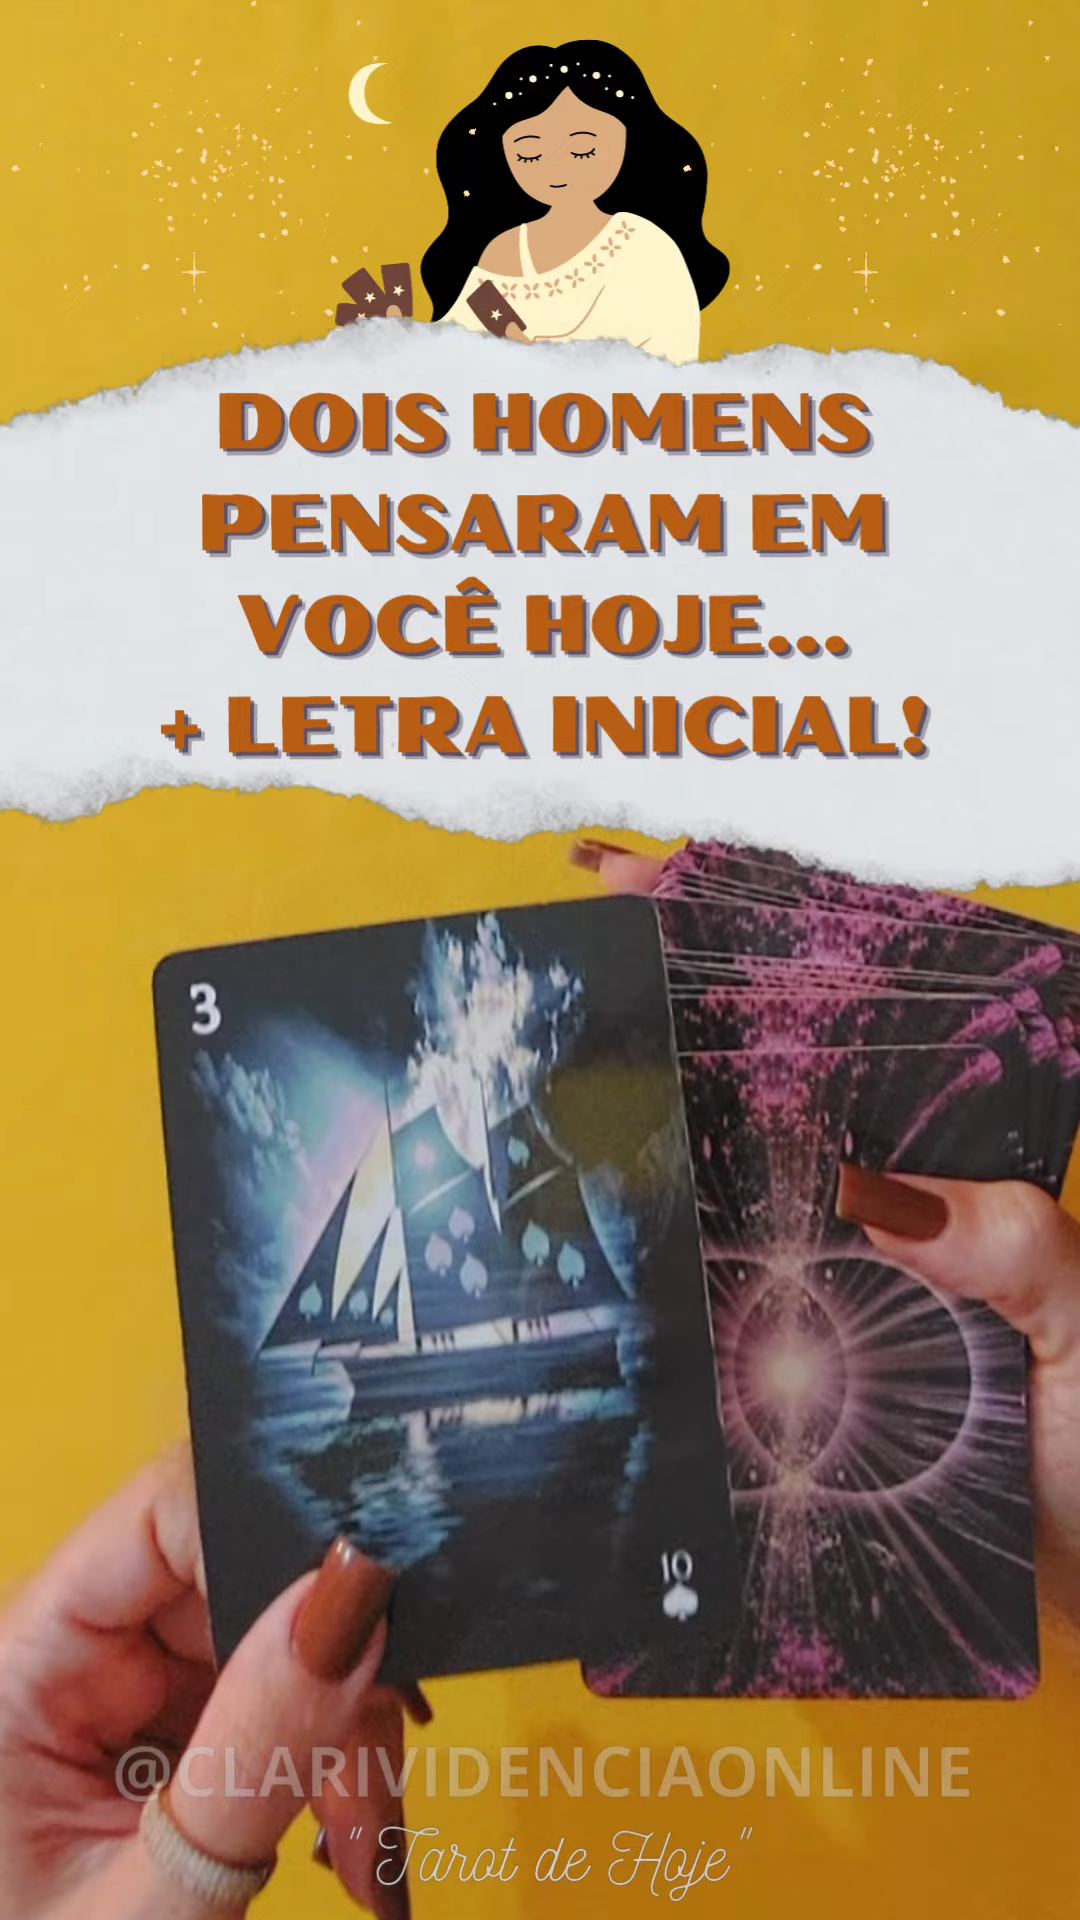 DOIS HOMENS
PENSARAM EM
VOCÊ HOJE...
+ LETRA INICIAL!
3
10
@CLARIVIDENCIAONLINE
"Tarot de Hoje"